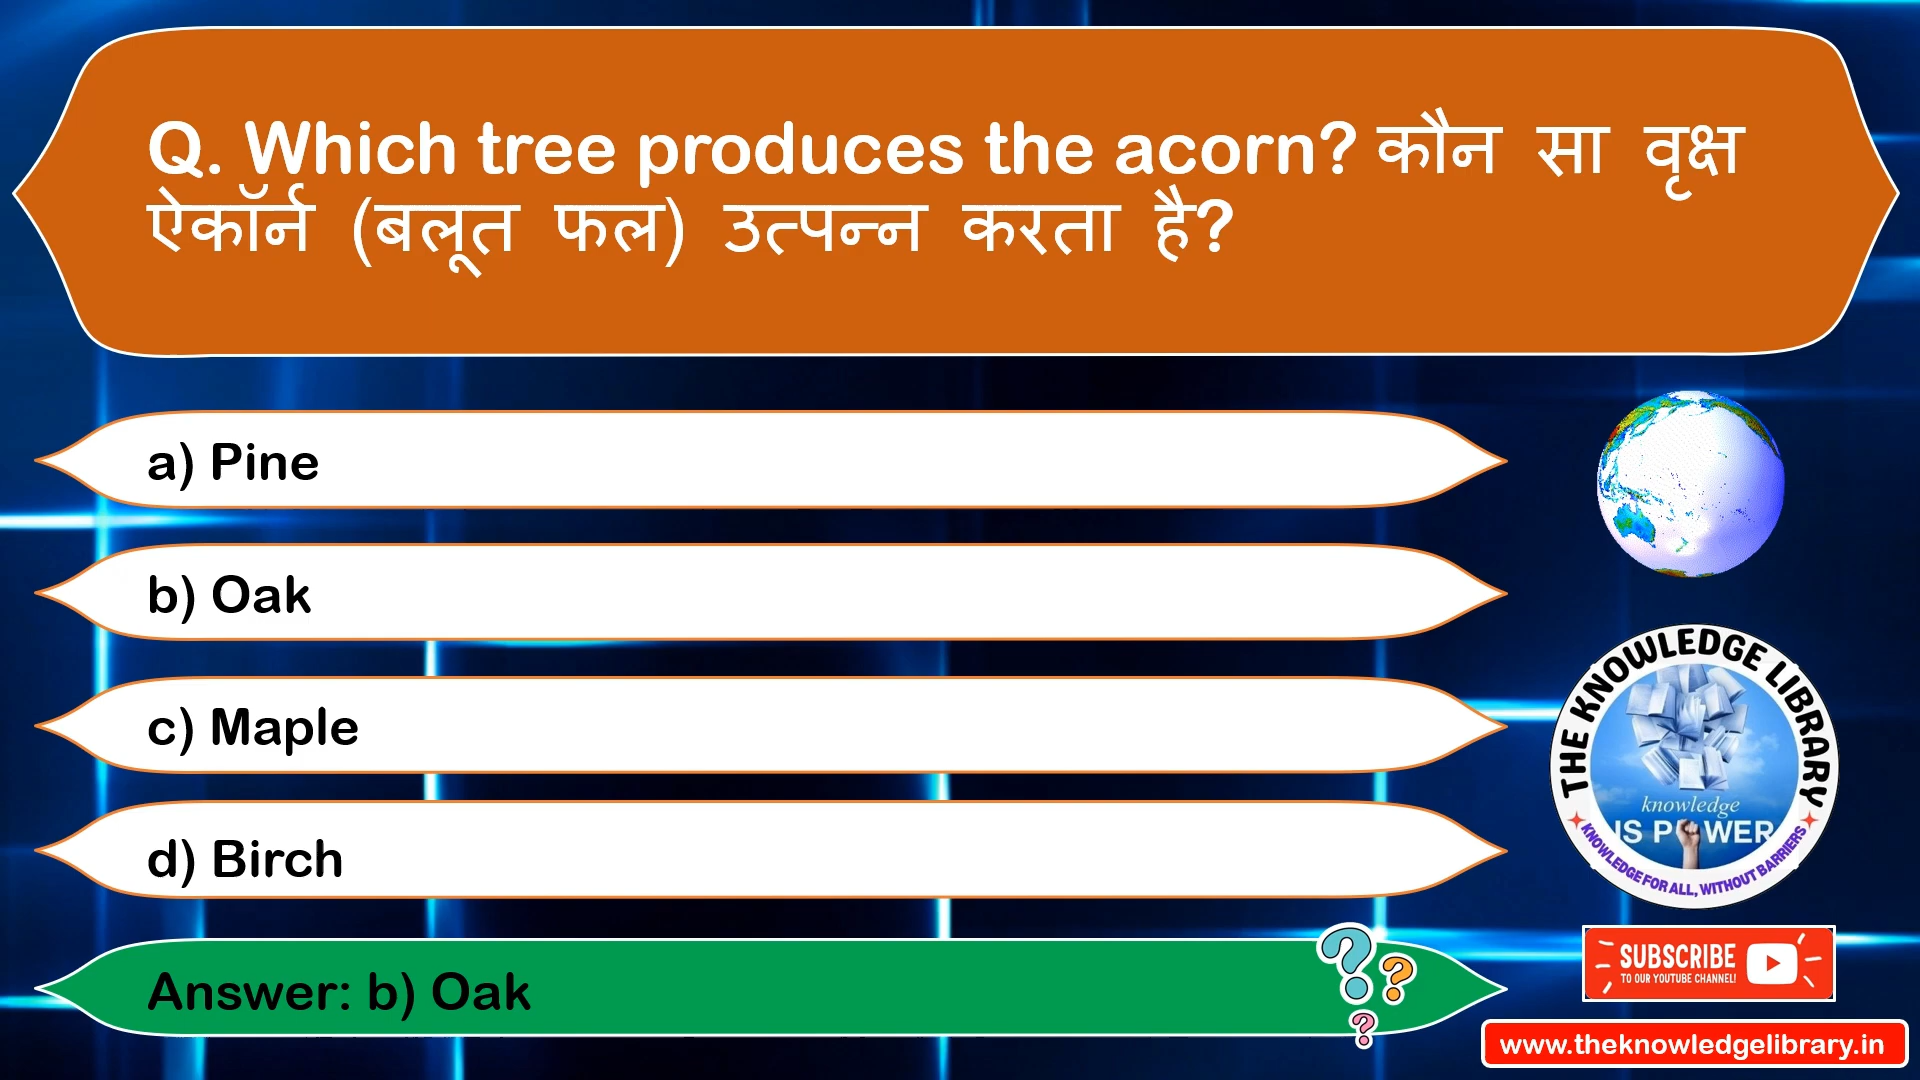 Q. Which tree produces the acorn? कौन सा वृक्ष
ऐकॉर्न (बलूत फल) उत्पन्न करता है?
a) Pine
b) Oak
c) Maple
d) Birch
Answer: b) Oak
THE KNOWLEDGE LIBRARY
knowledge
IS POWER
KNOWLEDGE FOR ALL, WITHOUT BARRIERS
SUBSCRIBE
TO OUR YOUTUBE CHANNEL!
www.theknowledgelibrary.in